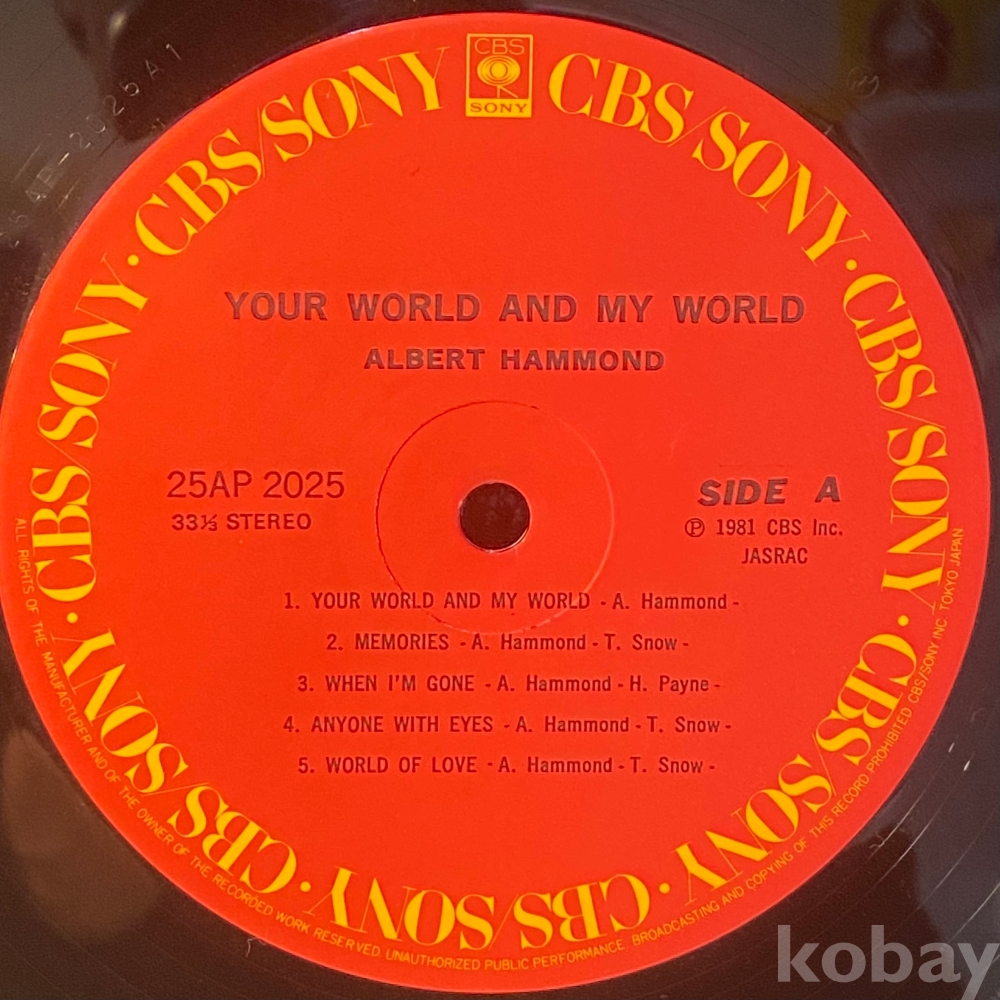 CBS
SONY
CBS/SONY · CBS/SONY · CBS/SONY · CBS/SONY · CBS/SONY · CBS/SONY · CBS/SONY · CBS/SONY
YOUR WORLD AND MY WORLD
ALBERT HAMMOND
25AP 2025
33⅓ STEREO
SIDE A
Ⓟ 1981 CBS Inc.
JASRAC
1. YOUR WORLD AND MY WORLD - A. Hammond -
2. MEMORIES - A. Hammond - T. Snow -
3. WHEN I'M GONE - A. Hammond - H. Payne -
4. ANYONE WITH EYES - A. Hammond - T. Snow -
5. WORLD OF LOVE - A. Hammond - T. Snow -
ALL RIGHTS OF THE MANUFACTURER AND OF THE OWNER OF THE RECORDED WORK RESERVED. UNAUTHORIZED PUBLIC PERFORMANCE. BROADCASTING AND COPYING OF THIS RECORD PROHIBITED CBS/SONY INC. TOKYO JAPAN
kobay